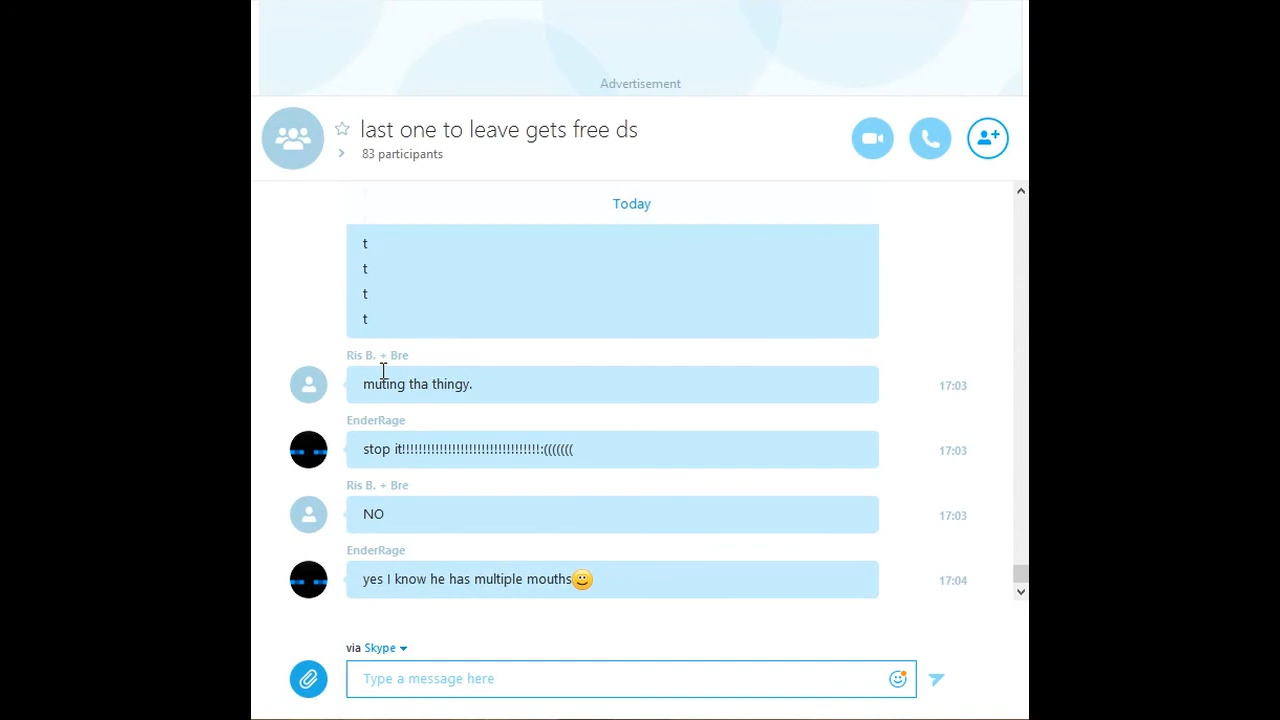 Advertisement
last one to leave gets free ds
83 participants
Today
t
t
t
t
Ris B. + Bre
muting tha thingy.
17:03
EnderRage
stop it!!!!!!!!!!!!!!!!!!!!!!!!!!!!!!!!!:(((((((
17:03
Ris B. + Bre
NO
17:03
EnderRage
yes I know he has multiple mouths
17:04
via Skype
Type a message here